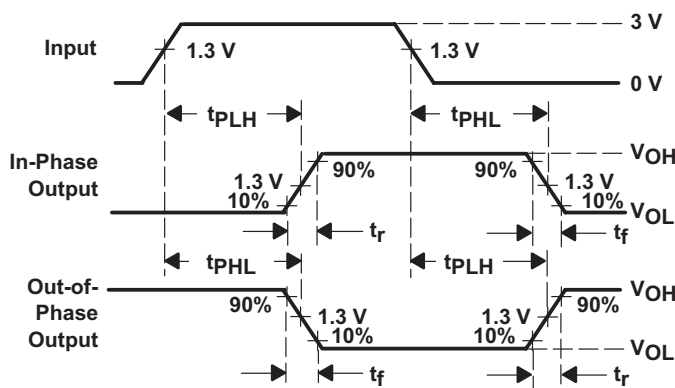 3 V
Input
1.3 V
1.3 V
0 V
tPLH
tPHL
In-Phase
Output
90%
90%
VOH
1.3 V
1.3 V
10%
10%
VOL
tr
tf
tPHL
tPLH
Out-of-
Phase
Output
90%
90%
VOH
1.3 V
1.3 V
10%
10%
VOL
tf
tr